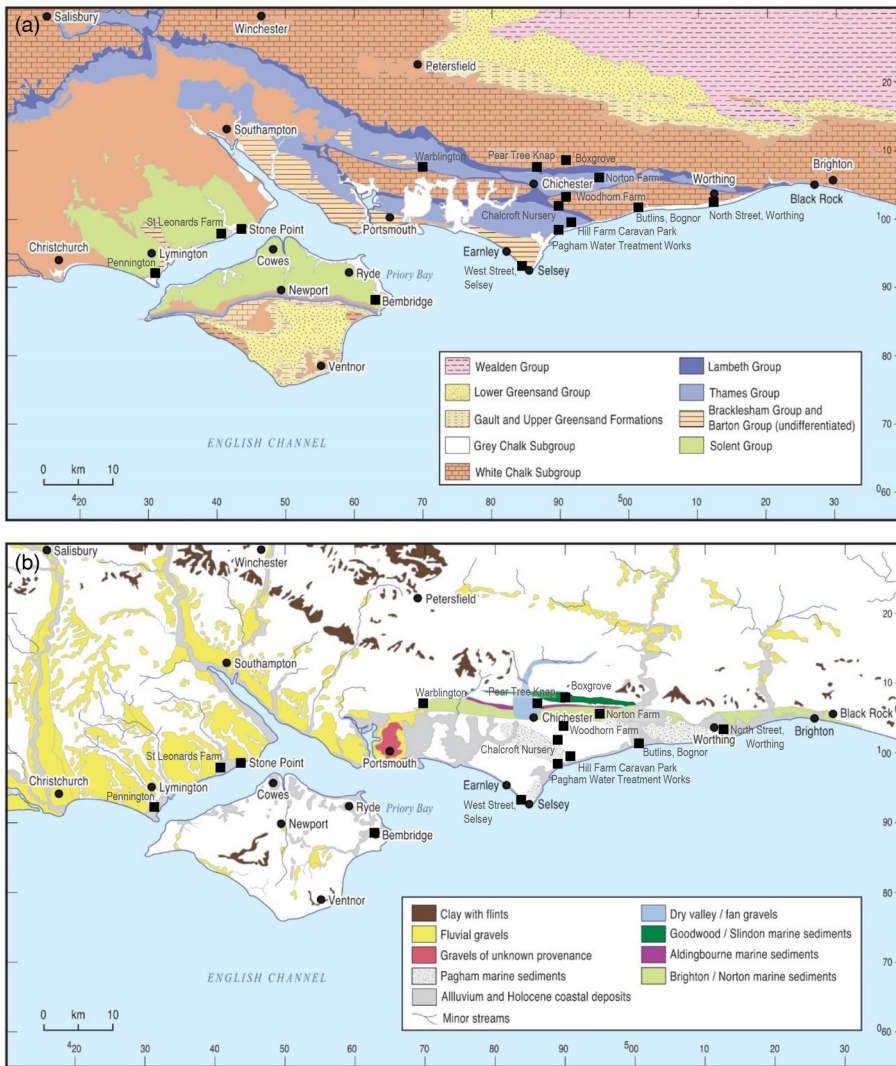 (a)
Salisbury
Winchester
Petersfield
20
Southampton
Warblington
Pear Tree Knap
Boxgrove
10
Chichester
Norton Farm
Woodhorn Farm
Worthing
Brighton
Black Rock
St Leonards Farm
Stone Point
Portsmouth
Chalcroft Nursery
Butlins, Bognor
North Street, Worthing
100
Hill Farm Caravan Park
Pagham Water Treatment Works
Christchurch
Pennington
Lymington
Cowes
Ryde
Priory Bay
Earnley
West Street,
Selsey
Selsey
90
Newport
Bembridge
Ventnor
80
Wealden Group
Lower Greensand Group
Gault and Upper Greensand Formations
Grey Chalk Subgroup
White Chalk Subgroup
Lambeth Group
Thames Group
Bracklesham Group and
Barton Group (undifferentiated)
Solent Group
70
ENGLISH CHANNEL
0 km 10
060
420 30 40 50 60 70 80 90 500 10 20 30
(b)
Salisbury
Winchester
Petersfield
20
Southampton
Warblington
Pear Tree Knap
Boxgrove
10
Chichester
Norton Farm
Woodhorn Farm
Black Rock
Brighton
St Leonards Farm
Stone Point
Portsmouth
Chalcroft Nursery
Butlins, Bognor
Worthing
North Street,
Worthing
100
Hill Farm Caravan Park
Pagham Water Treatment Works
Christchurch
Pennington
Lymington
Cowes
Ryde
Priory Bay
Earnley
West Street,
Selsey
Selsey
90
Newport
Bembridge
Ventnor
80
Clay with flints
Fluvial gravels
Gravels of unknown provenance
Pagham marine sediments
Allluvium and Holocene coastal deposits
Minor streams
Dry valley / fan gravels
Goodwood / Slindon marine sediments
Aldingbourne marine sediments
Brighton / Norton marine sediments
70
ENGLISH CHANNEL
0 km 10
060
420 30 40 50 60 70 80 90 500 10 20 30